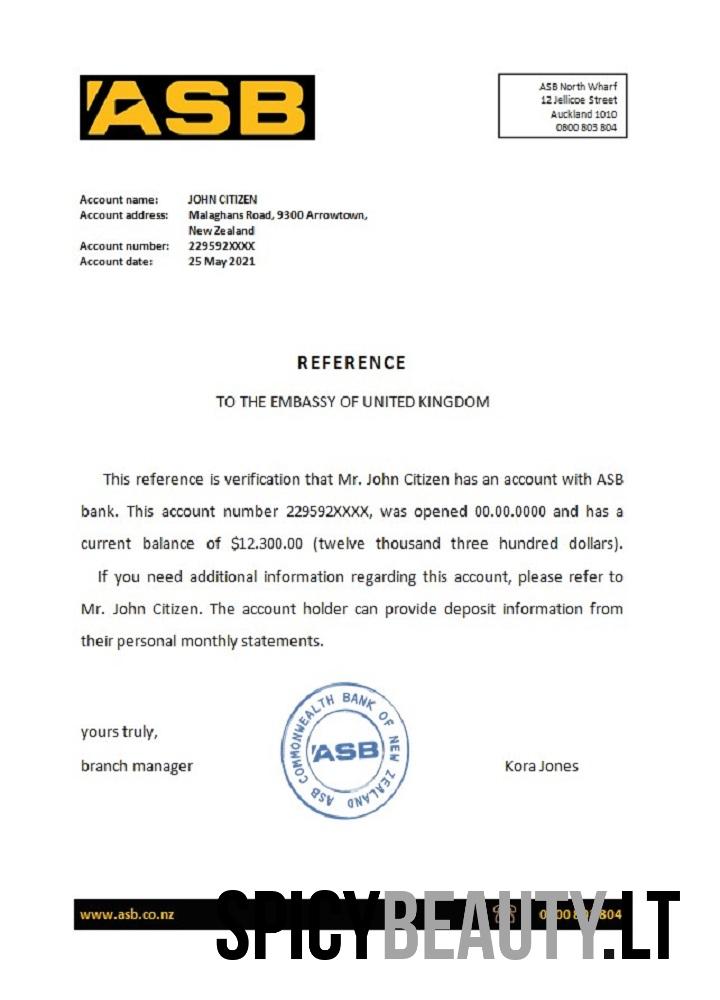 ASB
ASB North Wharf
12 Jellicoe Street
Auckland 1010
0800 803 804
Account name: JOHN CITIZEN
Account address: Malaghans Road, 9300 Arrowtown,
New Zealand
Account number: 229592XXXX
Account date: 25 May 2021
REFERENCE
TO THE EMBASSY OF UNITED KINGDOM
This reference is verification that Mr. John Citizen has an account with ASB
bank. This account number 229592XXXX, was opened 00.00.0000 and has a
current balance of $12.300.00 (twelve thousand three hundred dollars).
If you need additional information regarding this account, please refer to
Mr. John Citizen. The account holder can provide deposit information from
their personal monthly statements.
yours truly,
branch manager
ASB COMMONWEALTH BANK OF NEW ZEALAND
ASB
Kora Jones
www.asb.co.nz
SPICYBEAUTY.LT